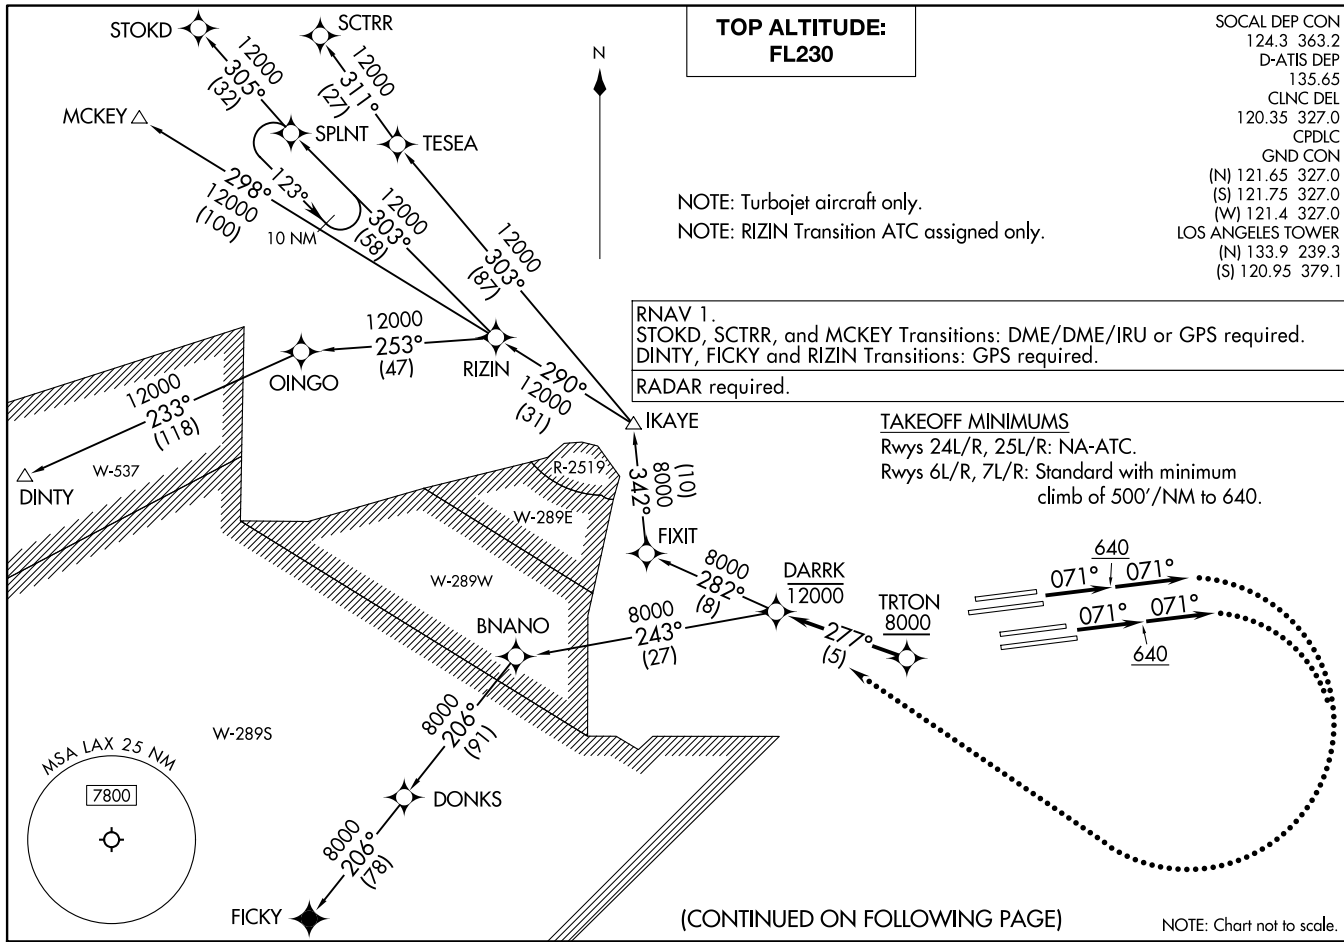 STOKD
SCTRR
12000
305°
(32)
12000
311°
(27)
MCKEY
SPLNT
TESEA
N
TOP ALTITUDE:
FL230
SOCAL DEP CON
124.3 363.2
D-ATIS DEP
135.65
CLNC DEL
120.35 327.0
CPDLC
GND CON
(N) 121.65 327.0
(S) 121.75 327.0
(W) 121.4 327.0
LOS ANGELES TOWER
(N) 133.9 239.3
(S) 120.95 379.1
298°
12000
(100)
123°
10 NM
12000
303°
(58)
12000
303°
(87)
NOTE: Turbojet aircraft only.
NOTE: RIZIN Transition ATC assigned only.
RNAV 1.
STOKD, SCTRR, and MCKEY Transitions: DME/DME/IRU or GPS required.
DINTY, FICKY and RIZIN Transitions: GPS required.
RADAR required.
12000
253°
(47)
OINGO
RIZIN
290°
12000
(31)
IKAYE
12000
233°
(118)
W-537
DINTY
R-2519
W-289E
W-289W
8000
342°
(10)
FIXIT
TAKEOFF MINIMUMS
Rwys 24L/R, 25L/R: NA-ATC.
Rwys 6L/R, 7L/R: Standard with minimum
climb of 500'/NM to 640.
8000
282°
(8)
DARRK
12000
8000
243°
(27)
BNANO
277°
(5)
TRTON
8000
640
071° 071°
071° 071°
640
8000
206°
(91)
W-289S
DONKS
8000
206°
(78)
FICKY
MSA LAX 25 NM
7800
(CONTINUED ON FOLLOWING PAGE)
NOTE: Chart not to scale.